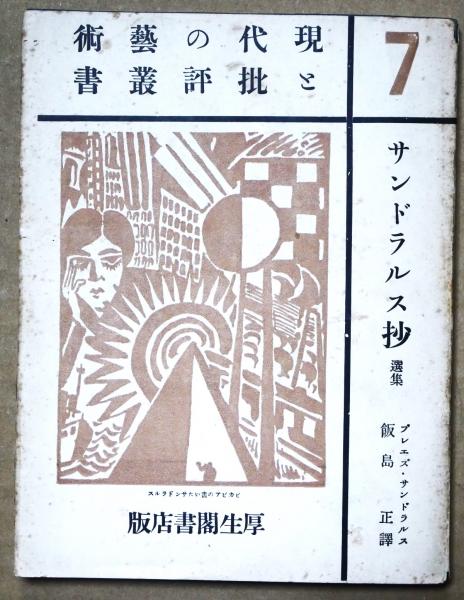 現代の藝術
と批評叢書
7
サンドラルス抄
選集
ブレエズ・サンドラルス
飯島 正譯
ピカビアの書いたサンドラルス
厚生閣書店版